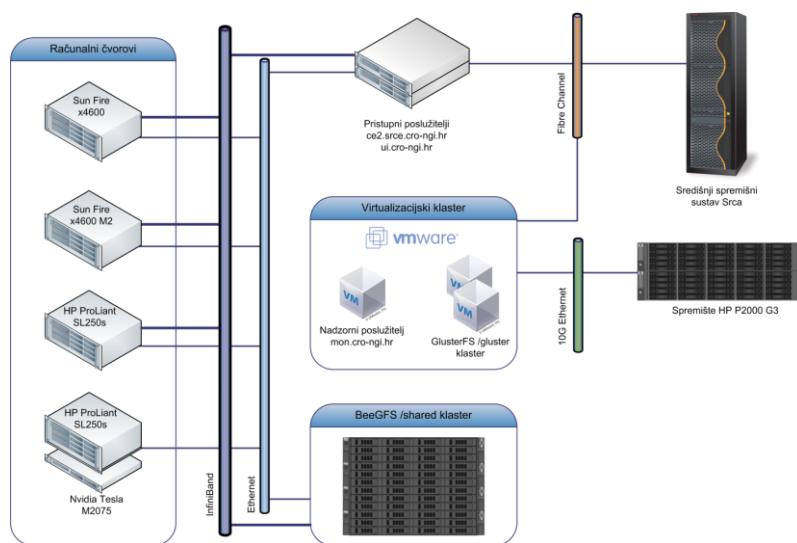 Računalni čvorovi
Sun Fire
x4600
Sun Fire
x4600 M2
HP ProLiant
SL250s
HP ProLiant
SL250s
Nvidia Tesla
M2075
InfiniBand
Ethernet
Pristupni poslužitelji
ce2.srce.cro-ngi.hr
ui.cro-ngi.hr
Fibre Channel
Središnji spremišni
sustav Srca
Virtualizacijski klaster
vmware
VM
VM
Nadzorni poslužitelj
mon.cro-ngi.hr
GlusterFS /gluster
klaster
10G Ethernet
Spremište HP P2000 G3
BeeGFS /shared klaster